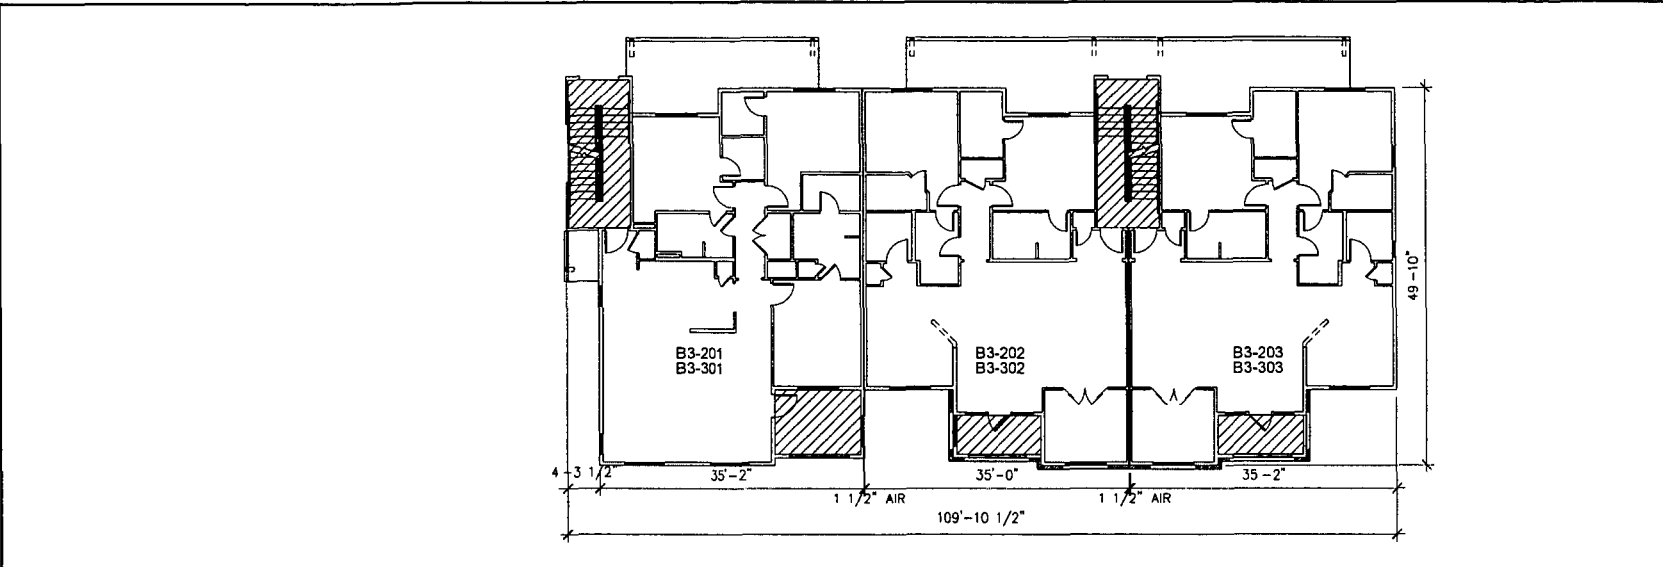 49'-10"
B3-201
B3-301
B3-202
B3-302
B3-203
B3-303
4 -3 1/2"
35'-2"
35'-0"
35 -2"
1 1/2" AIR
1 1/2" AIR
109'-10 1/2"